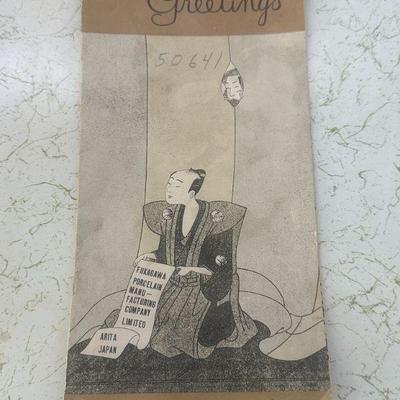 Greetings
50641
FUKAGAWA
PORCELAIN
MANU-
FACTURING
COMPANY
LIMITED
ARITA
JAPAN